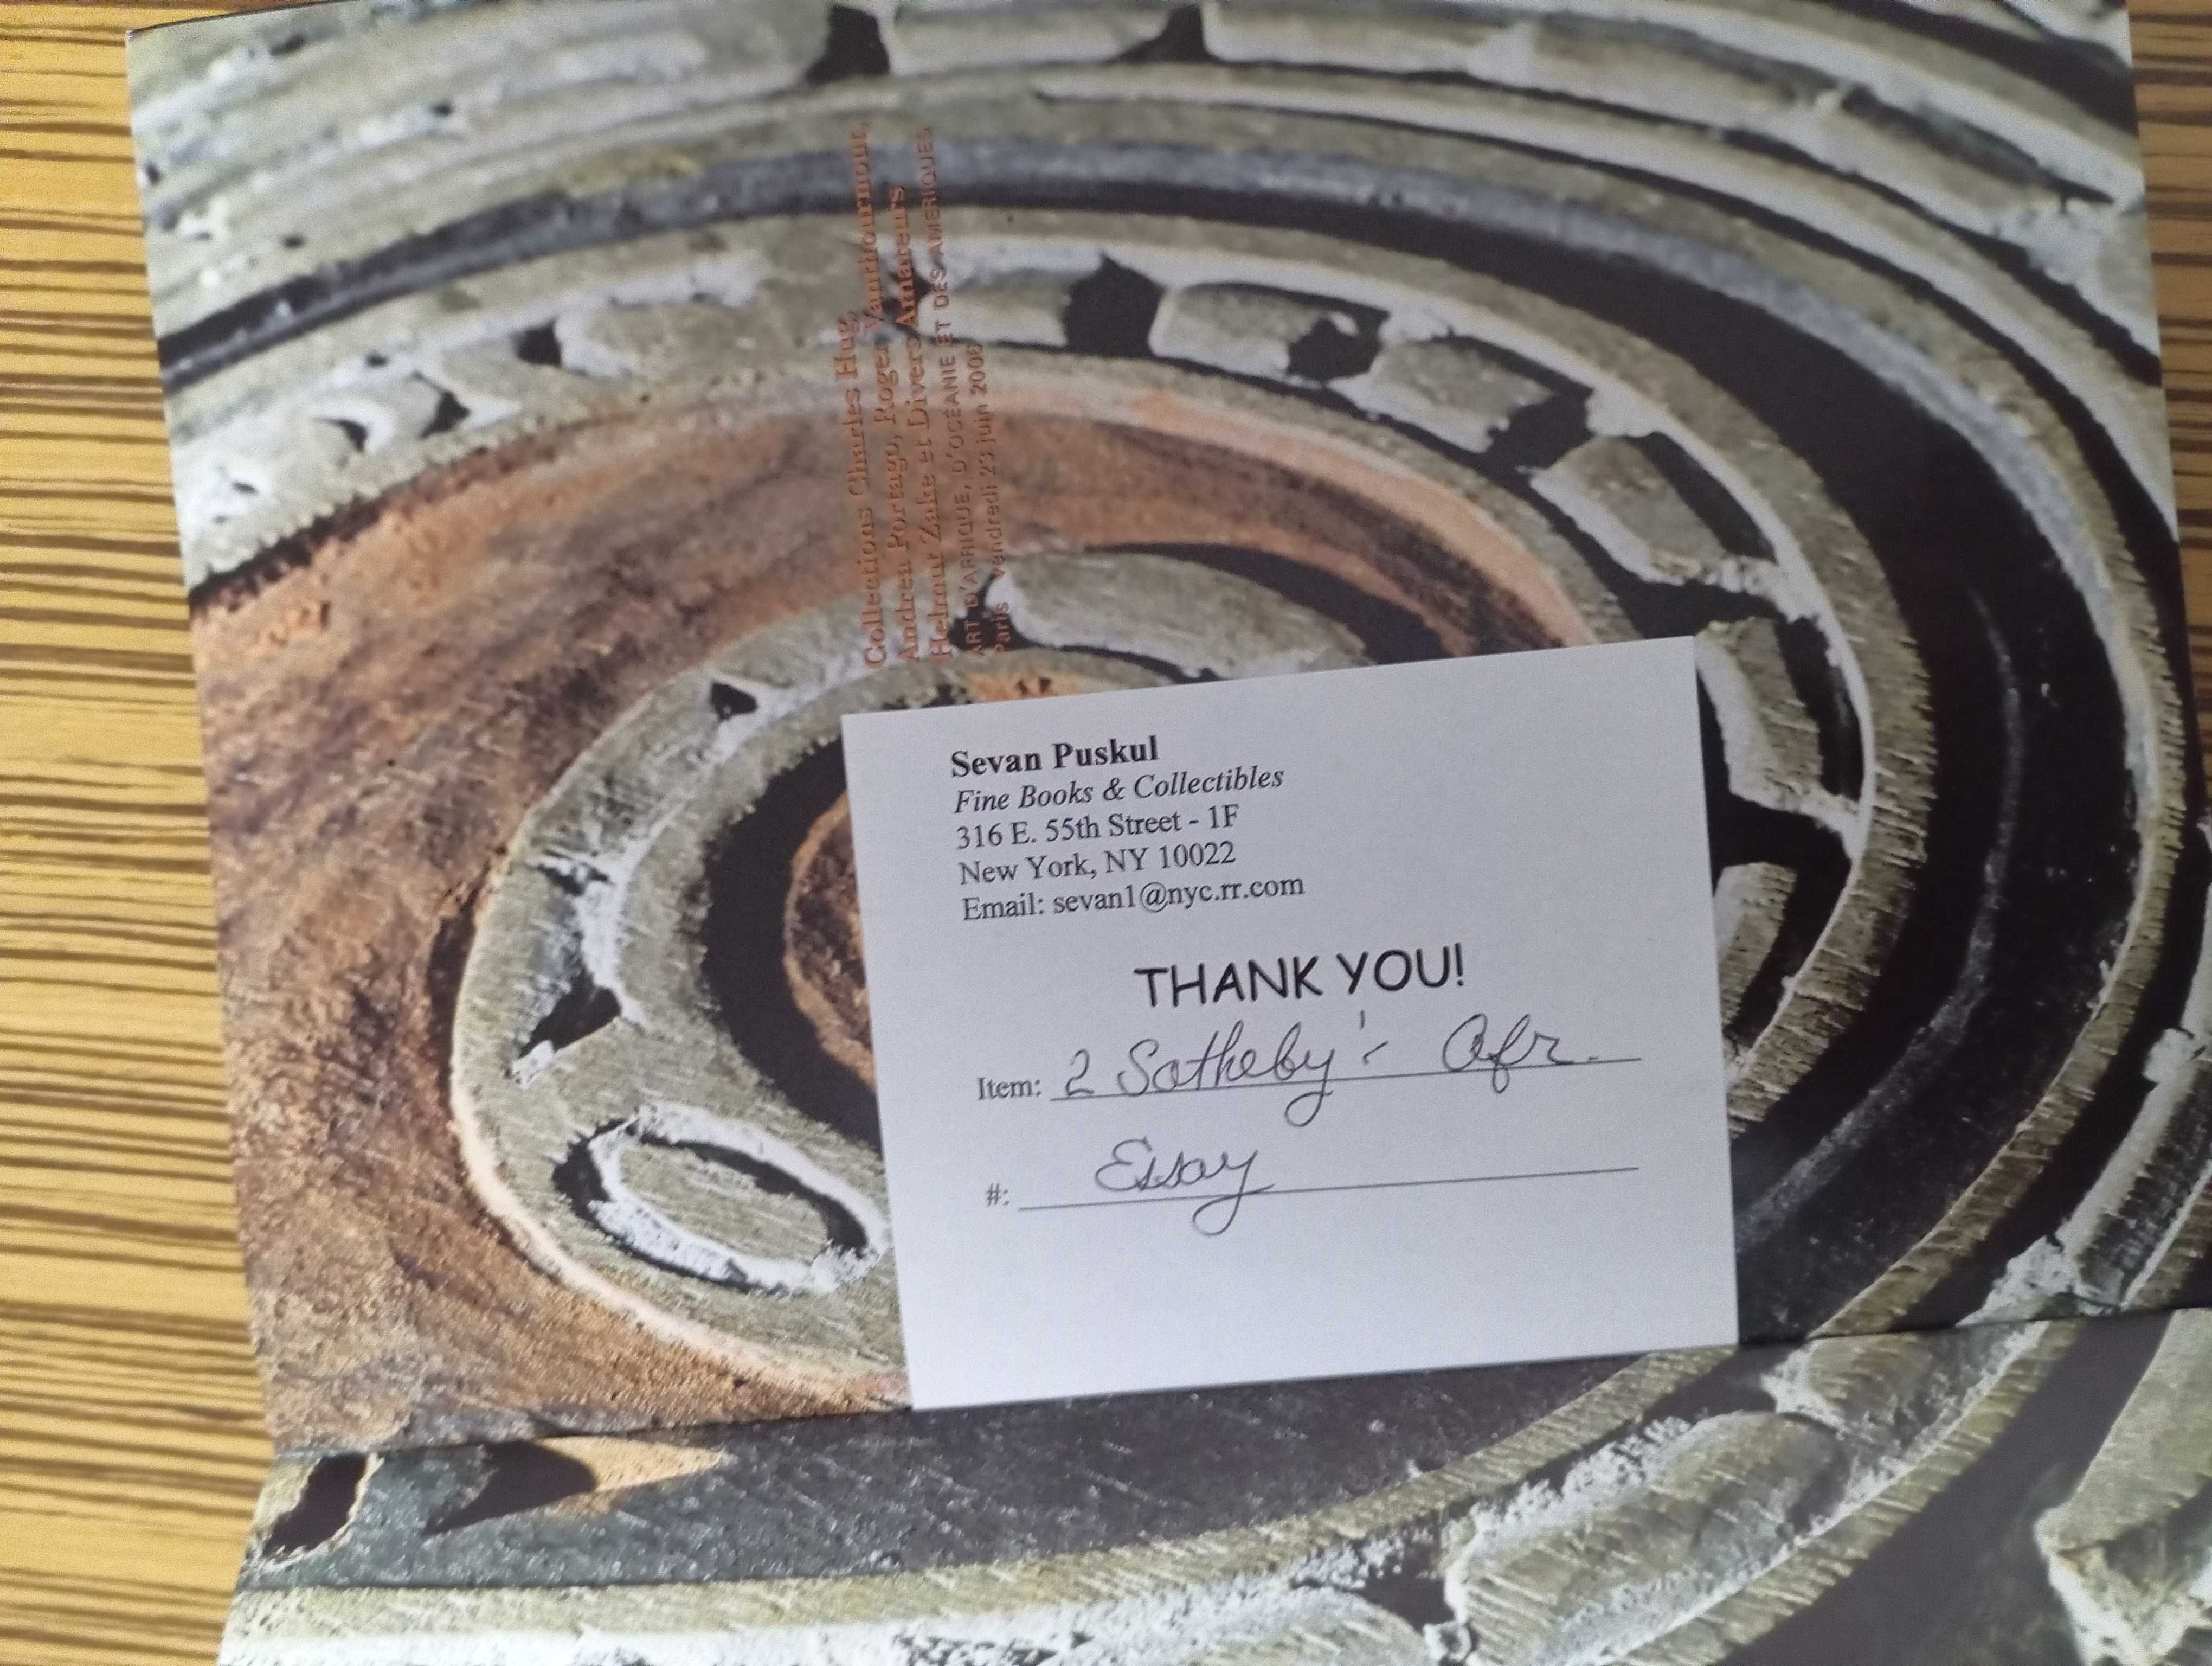 Collections Charles Hug,
Andreu Portago, Roger Vanthournout,
Helmut Zake et Divers Amateurs
ART D'AFRIQUE, D'OCÉANIE ET DES AMÉRIQUES
Paris Vendredi 23 juin 2006
Sevan Puskul
Fine Books & Collectibles
316 E. 55th Street - 1F
New York, NY 10022
Email: sevan1@nyc.rr.com
THANK YOU!
Item: 2 Sotheby's Afr.
#: Essay